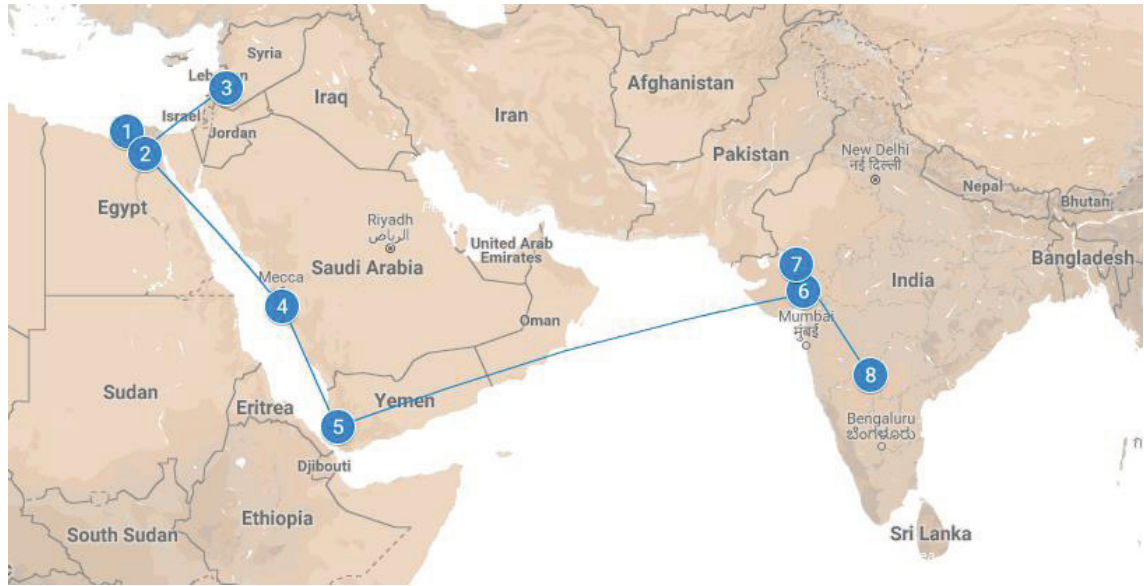 Syria
Leb
n
3
Afghanistan
Iraq
Iran
1
Israel
Jordan
2
Pakistan
New Delhi
नई दिल्ली
Nepal
Bhutan
Egypt
Riyadh
الرياض
United Arab
Emirates
Bangladesh
Saudi Arabia
Mecca
7
India
4
6
Mumbai
मुंबई
Oman
8
Sudan
Eritrea
Yemen
5
Bengaluru
ಬೆಂಗಳೂರು
Djibouti
Ethiopia
South Sudan
Sri Lanka